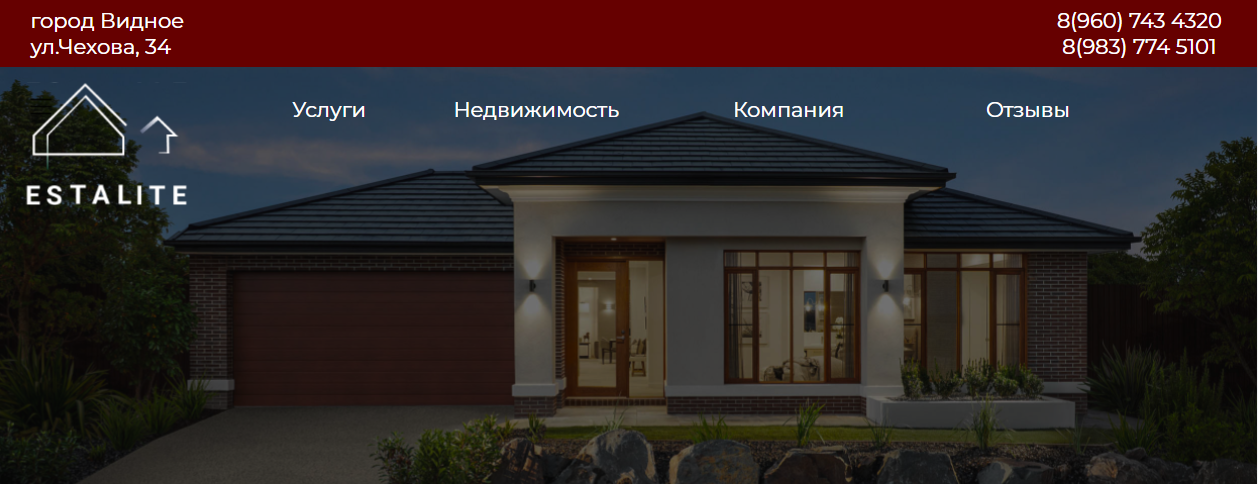 город Видное
ул.Чехова, 34
8(960) 743 4320
8(983) 774 5101
Услуги Недвижимость Компания Отзывы
ESTALITE